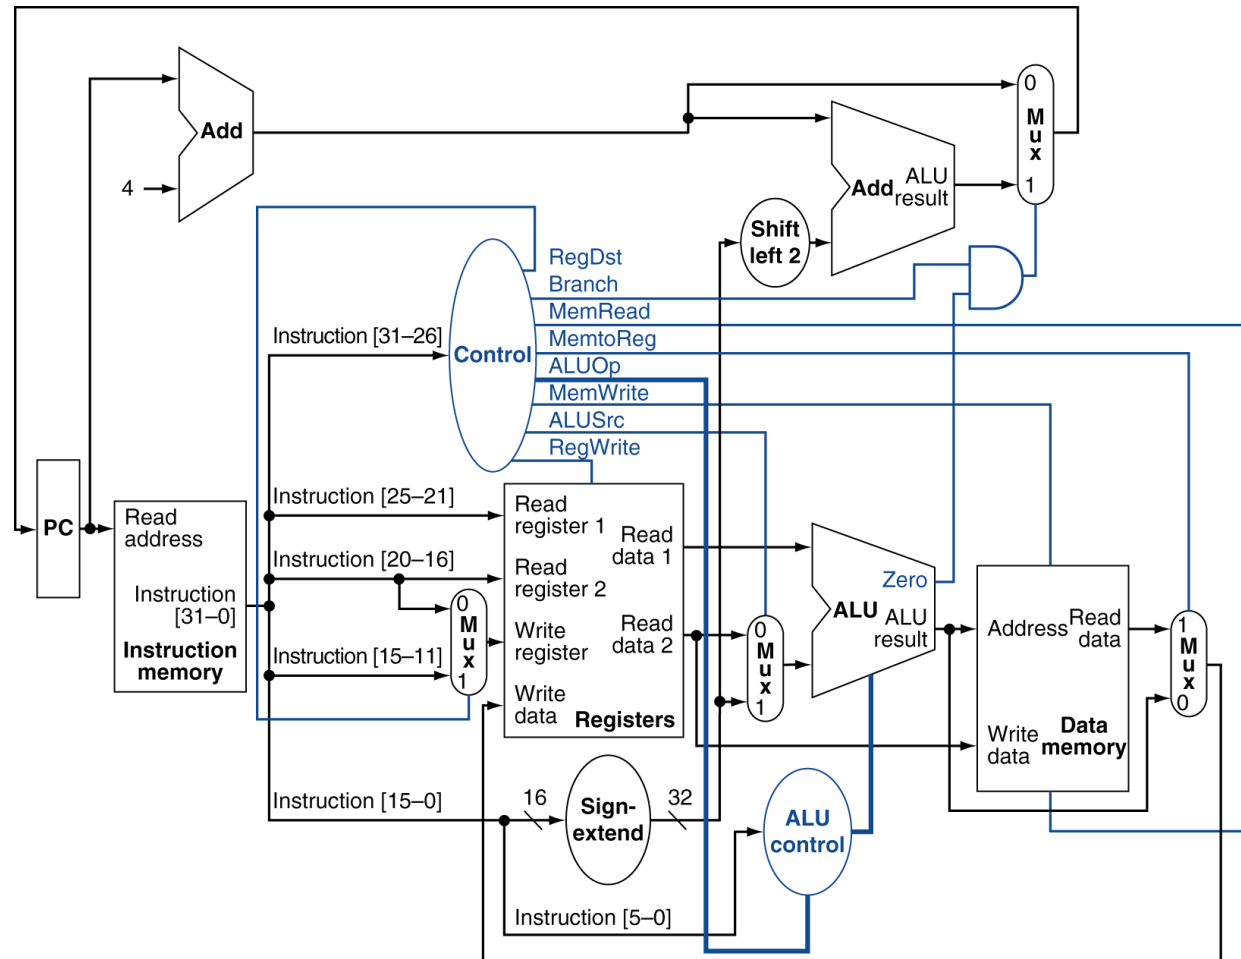 0
M
u
x
1
Add
Add
ALU
result
4
Shift
left 2
RegDst
Branch
MemRead
MemtoReg
ALUOp
MemWrite
ALUSrc
RegWrite
Control
Instruction [31–26]
Instruction [25–21]
Instruction [20–16]
Instruction [15–11]
Instruction [15–0]
Instruction [5–0]
PC
Read
address
Instruction
[31–0]
Instruction
memory
0
M
u
x
1
Read
register 1
Read
register 2
Write
register
Write
data
Read
data 1
Read
data 2
Registers
0
M
u
x
1
Zero
ALU
ALU
result
Address
Read
data
Write
data
Data
memory
1
M
u
x
0
16
Sign-
extend
32
ALU
control